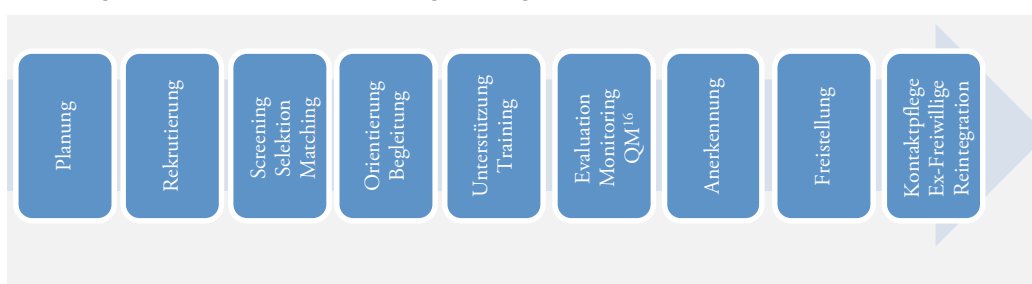 Planung
Rekrutierung
Screening
Selektion
Matching
Orientierung
Begleitung
Unterstützung
Training
Evaluation
Monitoring
QM¹⁶
Anerkennung
Freistellung
Kontaktpflege
Ex-Freiwillige
Reintegration